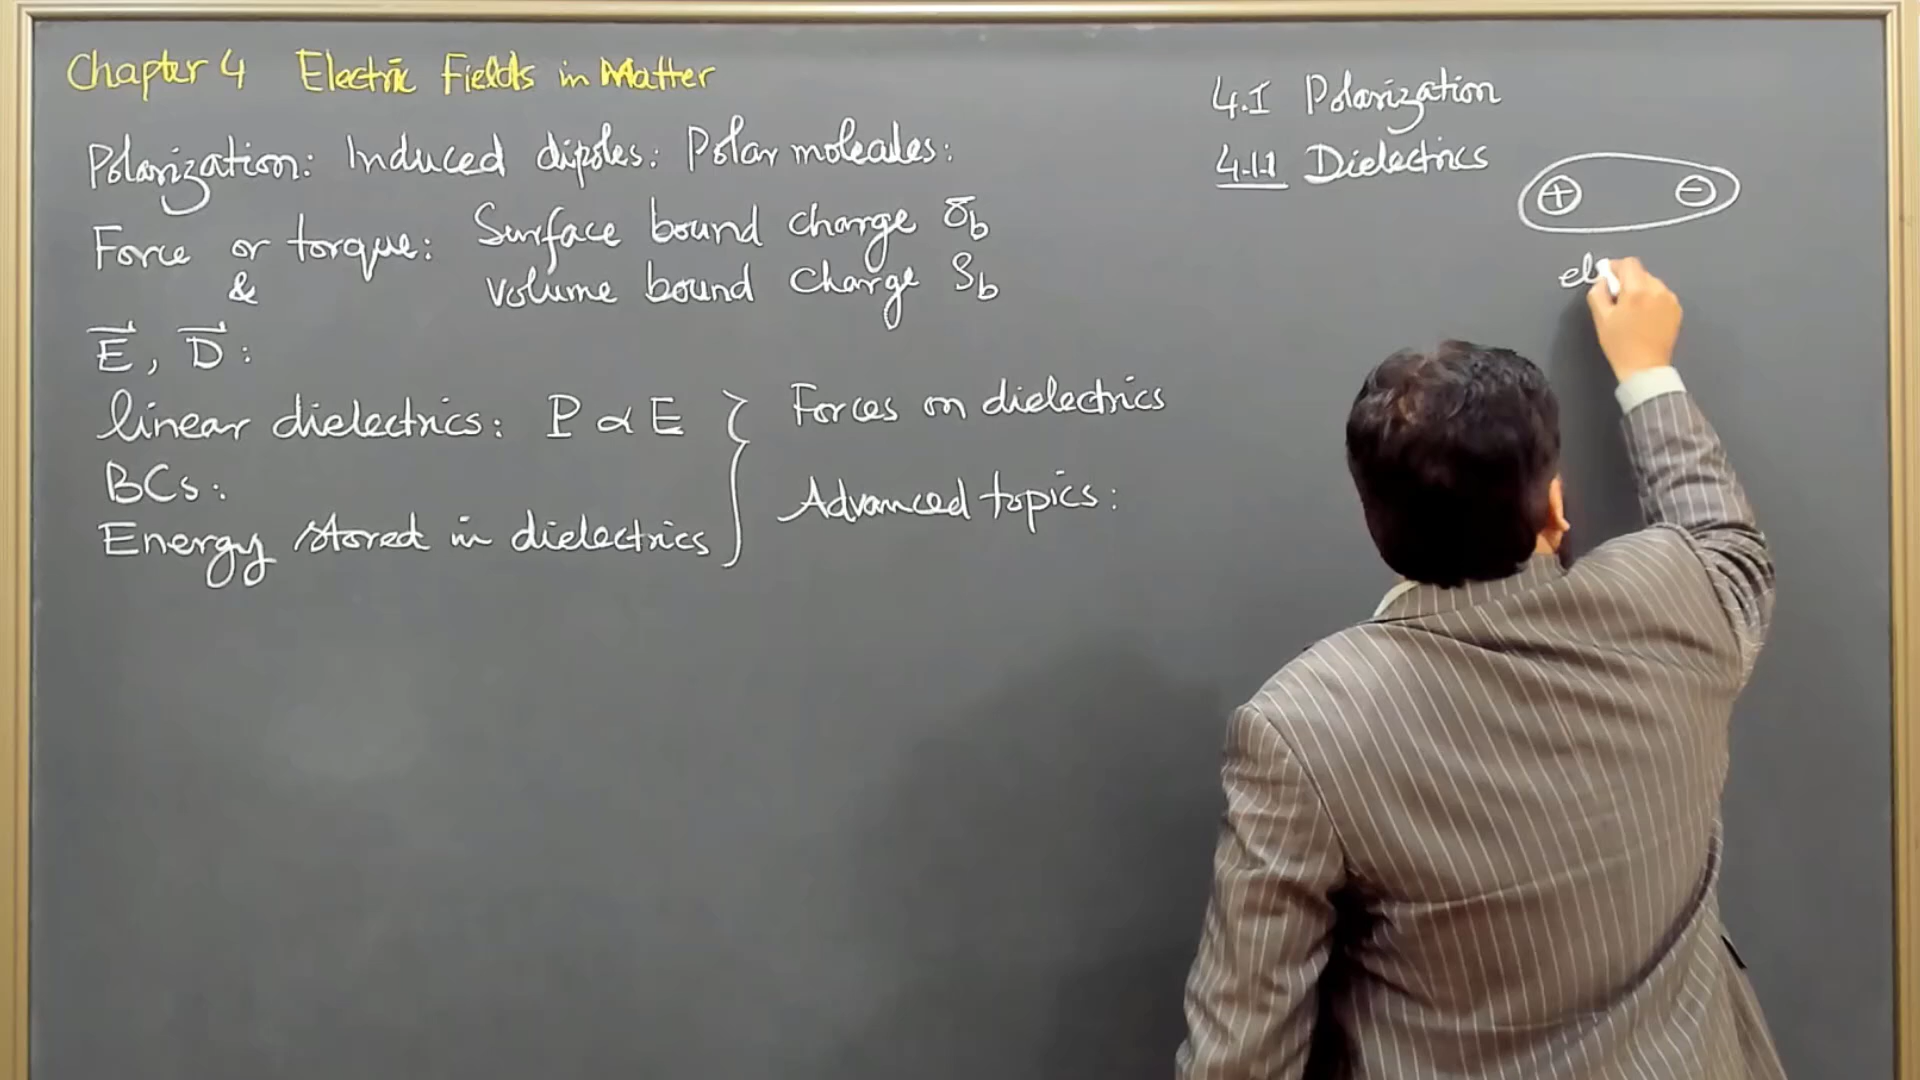 Chapter 4 Electric Fields in Matter
Polarization: Induced dipoles: Polar molecules:
Force or torque: Surface bound charge σb
& volume bound charge ρb
E, D:
linear dielectrics: P α E
BCs:
Energy stored in dielectrics
Forces on dielectrics
Advanced topics:
4.1 Polarization
4.1.1 Dielectrics
+ −
el